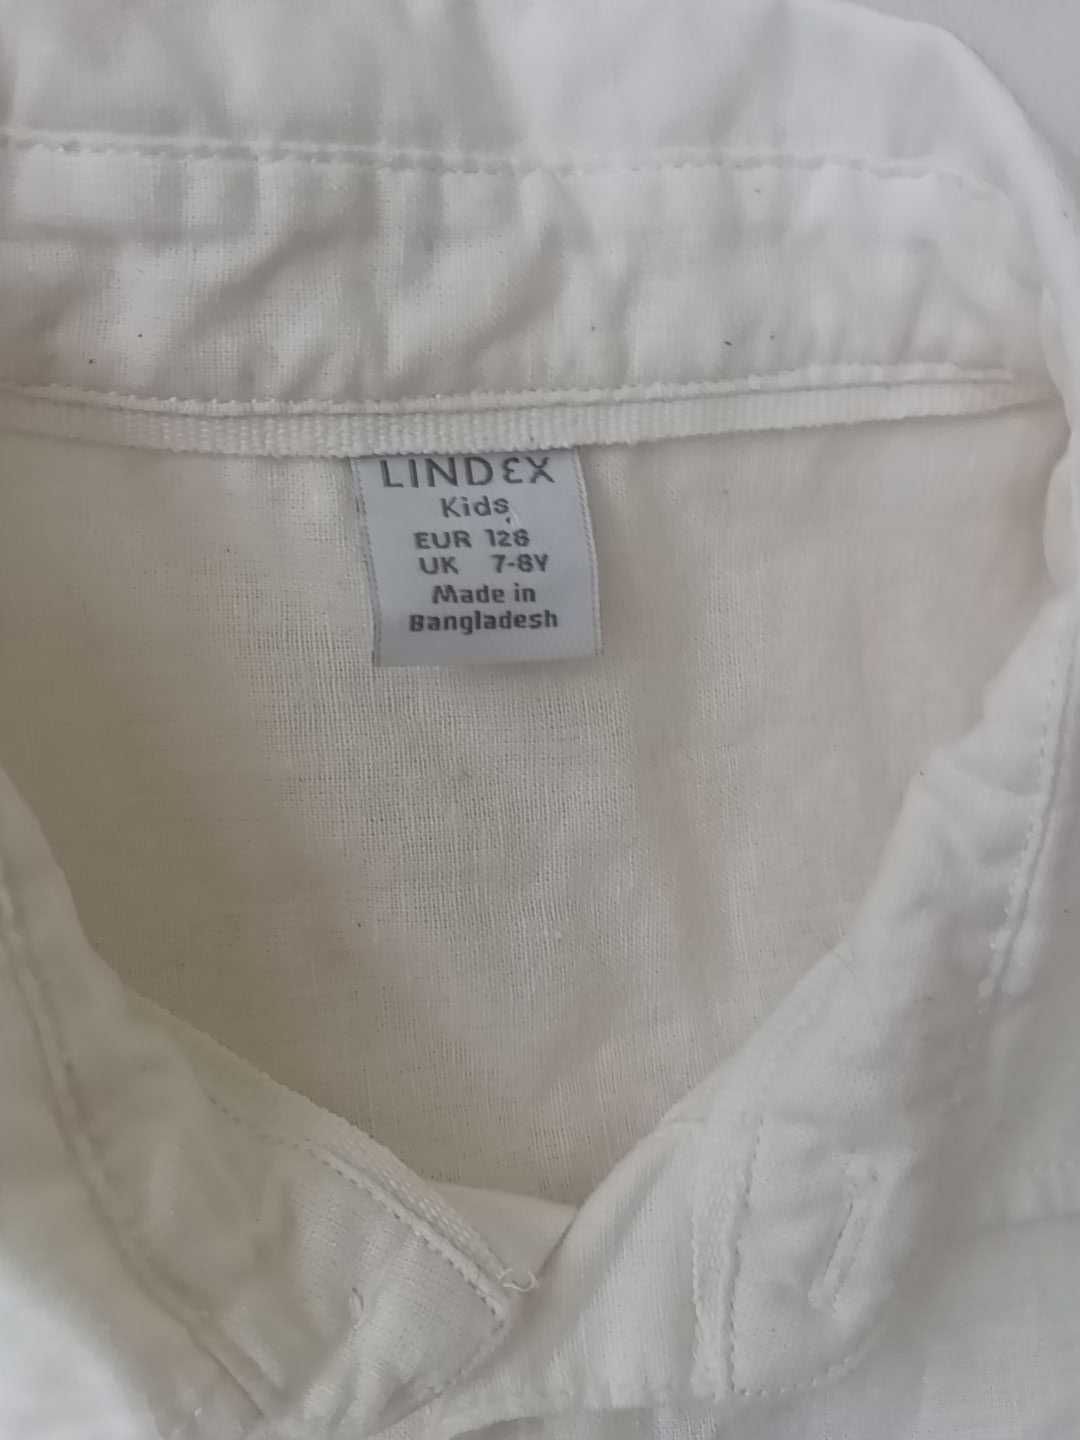 LINDEX
Kids
EUR 128
UK 7-8Y
Made in
Bangladesh